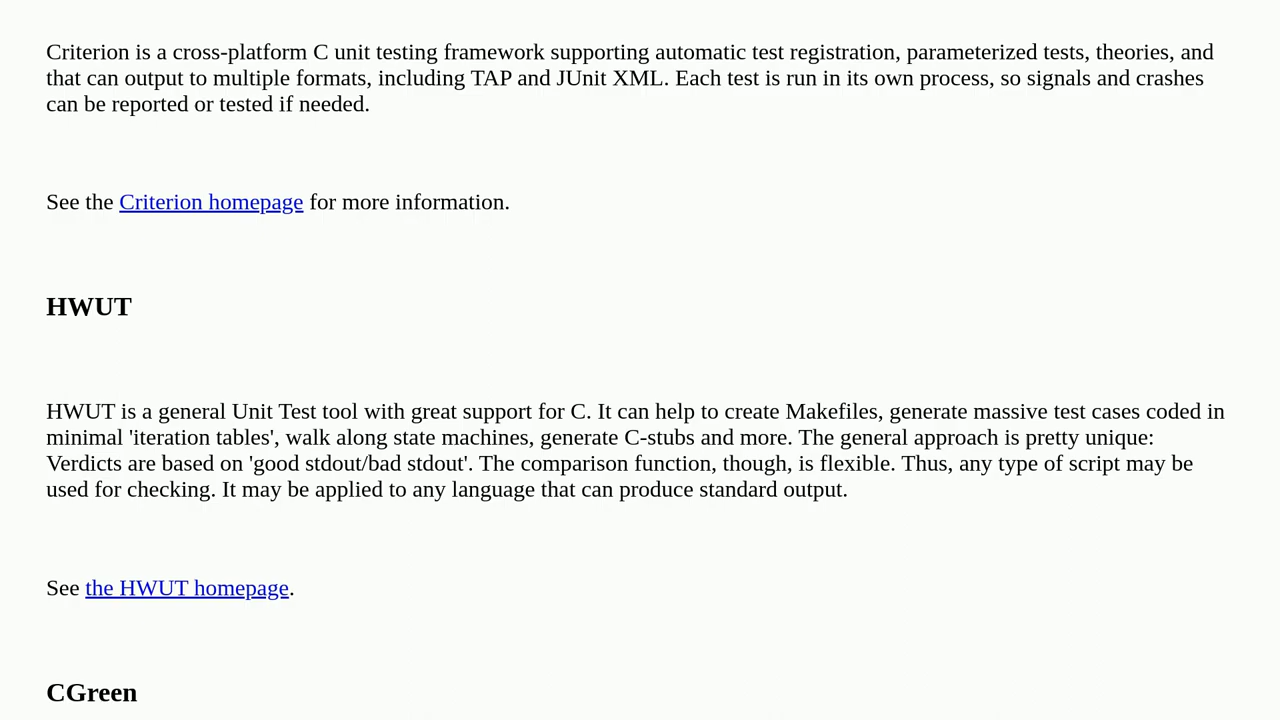 Criterion is a cross-platform C unit testing framework supporting automatic test registration, parameterized tests, theories, and
that can output to multiple formats, including TAP and JUnit XML. Each test is run in its own process, so signals and crashes
can be reported or tested if needed.
See the Criterion homepage for more information.
HWUT
HWUT is a general Unit Test tool with great support for C. It can help to create Makefiles, generate massive test cases coded in
minimal 'iteration tables', walk along state machines, generate C-stubs and more. The general approach is pretty unique:
Verdicts are based on 'good stdout/bad stdout'. The comparison function, though, is flexible. Thus, any type of script may be
used for checking. It may be applied to any language that can produce standard output.
See the HWUT homepage.
CGreen